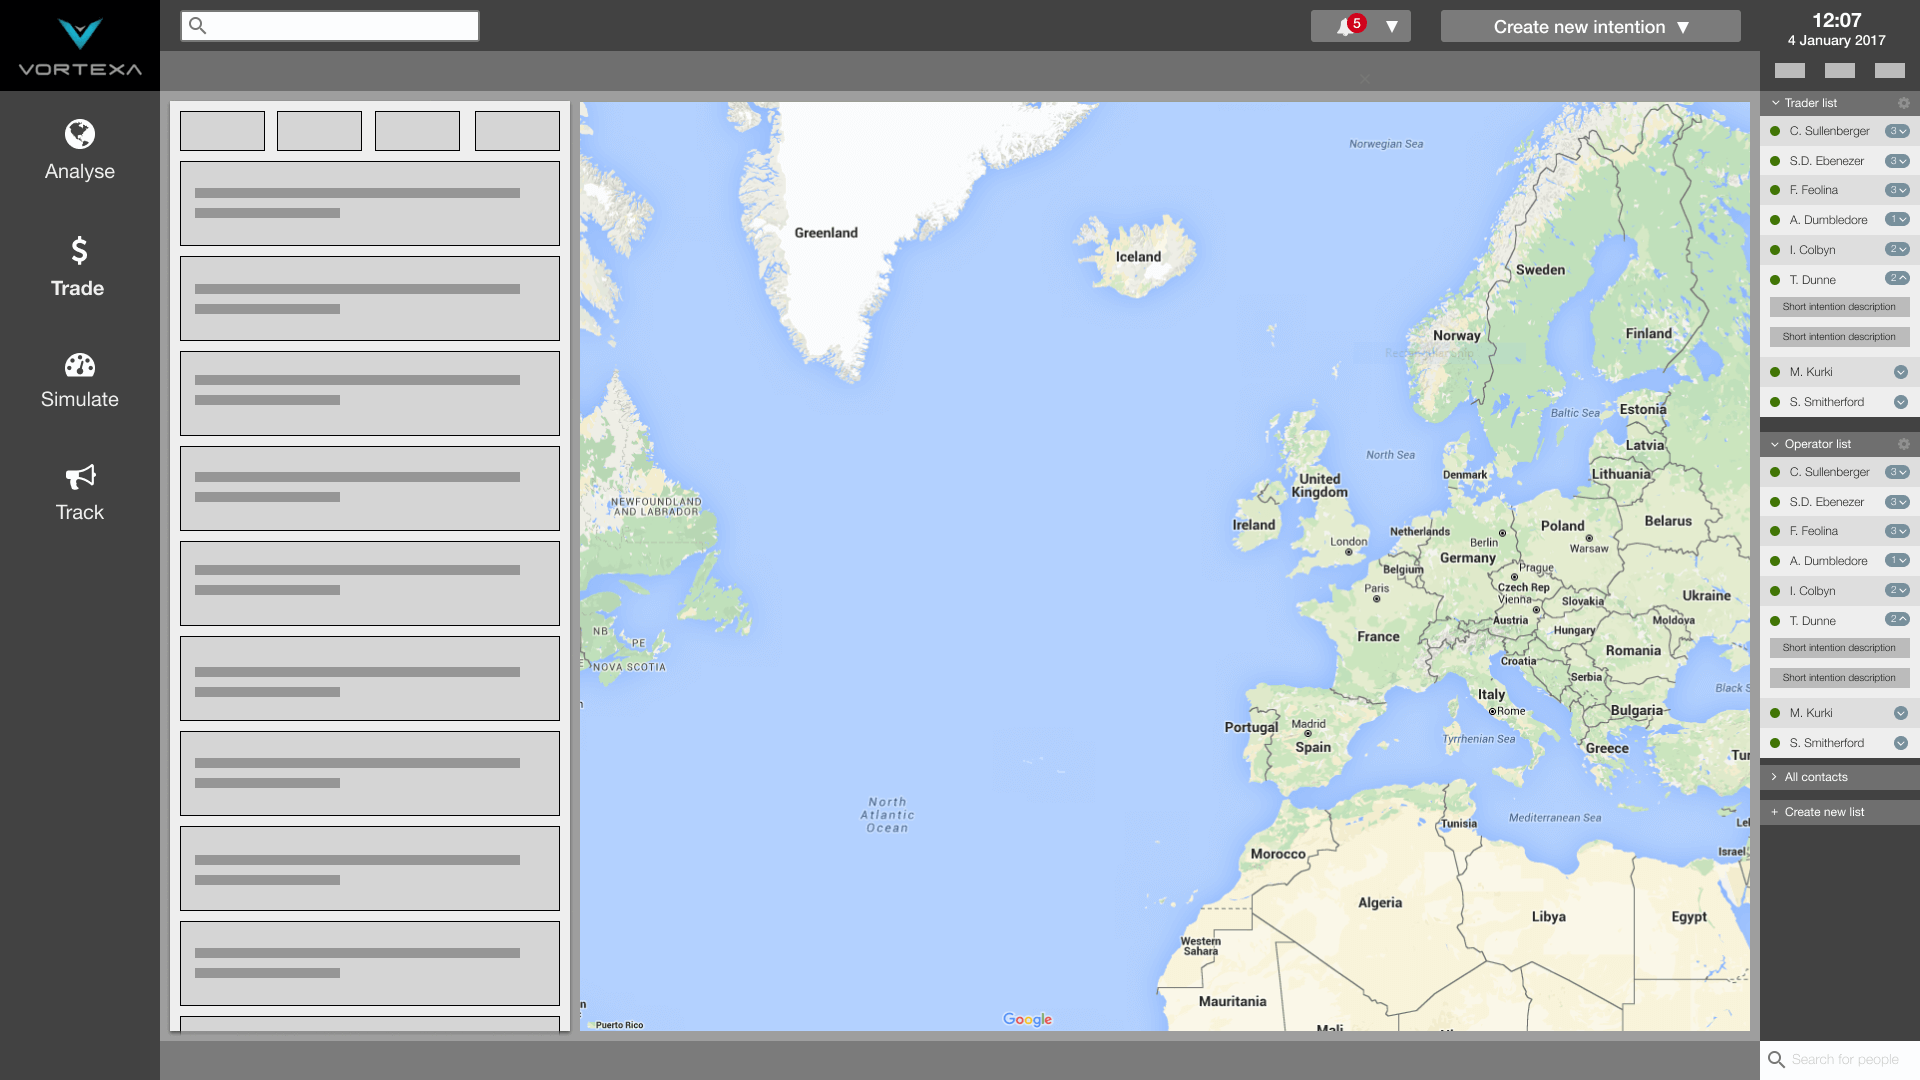 VORTEXA
5
▼
Create new intention ▼
12:07
4 January 2017
Analyse
Trade
Simulate
Track
Norwegian Sea
Greenland
Iceland
Sweden
Norway
Finland
Baltic Sea
Estonia
Latvia
North Sea
Denmark
Lithuania
United
Kingdom
NEWFOUNDLAND
AND LABRADOR
Ireland
Netherlands
Poland
Belarus
London
Berlin
Warsaw
Germany
Belgium
Prague
Paris
Czech Rep
Vienna
Slovakia
Ukraine
Austria
Hungary
Moldova
NB
PE
France
Romania
NOVA SCOTIA
Croatia
Serbia
Italy
Black S
Rome
Bulgaria
Portugal
Madrid
Spain
Tyrrhenian Sea
Greece
Tur
North
Atlantic
Ocean
Mediterranean Sea
Tunisia
Lel
Morocco
Israel
Algeria
Libya
Egypt
Western
Sahara
Mauritania
Puerto Rico
Google
Mali
Trader list
C. Sullenberger 3
S.D. Ebenezer 3
F. Feolina 3
A. Dumbledore 1
I. Colbyn 2
T. Dunne 2
Short intention description
Short intention description
M. Kurki
S. Smitherford
Operator list
C. Sullenberger 3
S.D. Ebenezer 3
F. Feolina 3
A. Dumbledore 1
I. Colbyn 2
T. Dunne 2
Short intention description
Short intention description
M. Kurki
S. Smitherford
All contacts
+ Create new list
Search for people